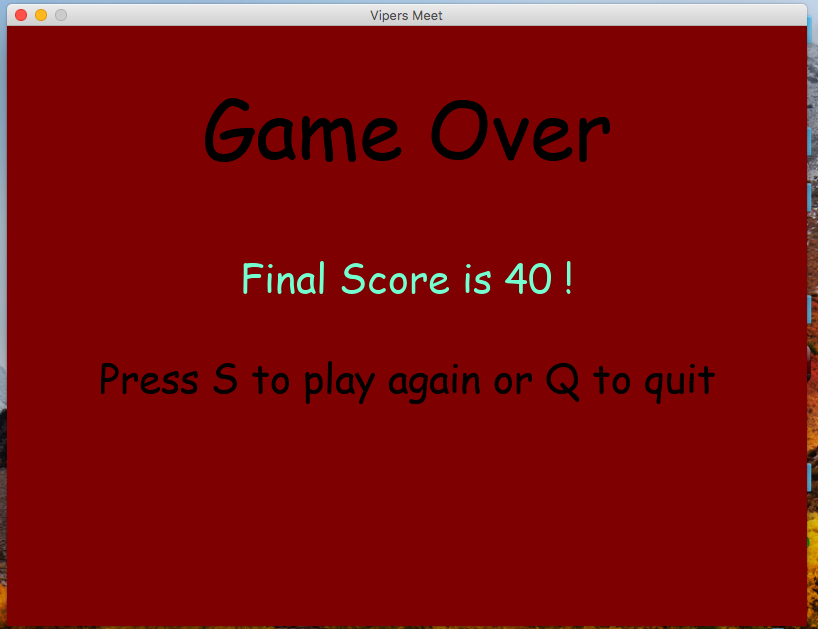 Vipers Meet
Game Over
Final Score is 40 !
Press S to play again or Q to quit